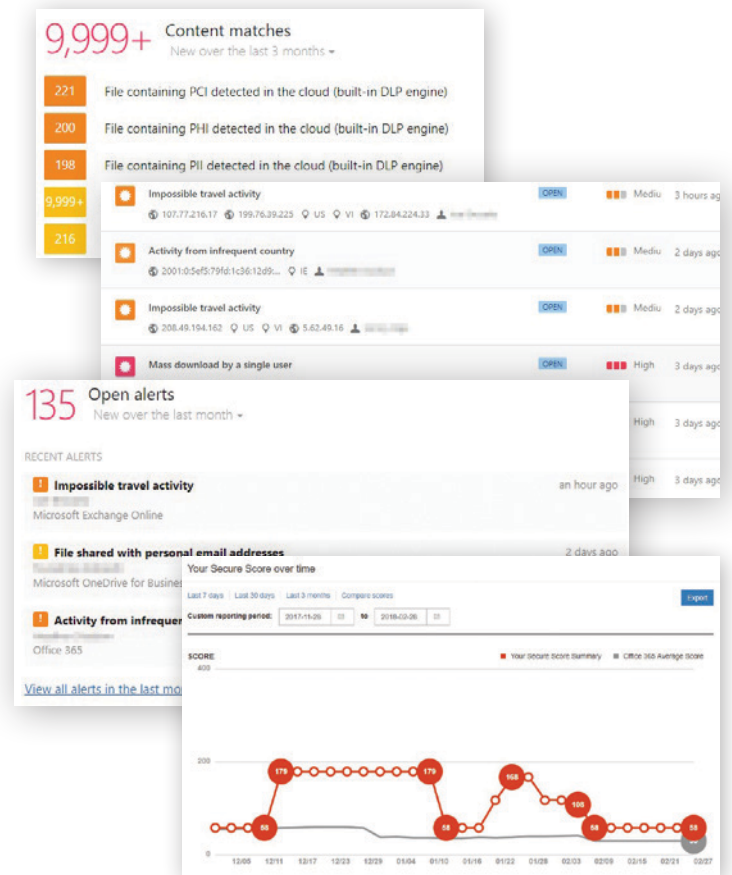 9,999+ Content matches
New over the last 3 months
221 File containing PCI detected in the cloud (built-in DLP engine)
200 File containing PHI detected in the cloud (built-in DLP engine)
198 File containing PII detected in the cloud (built-in DLP engine)
9,999+
216
Impossible travel activity OPEN Mediu 3 hours ag
107.77.216.17 199.76.39.225 US VI 172.84.224.33
Activity from infrequent country OPEN Mediu 2 days ago
2001:0:5ef5:79fd:1c36:12d9... IE
Impossible travel activity OPEN Mediu 2 days ago
208.49.194.162 US VI 5.62.49.16
Mass download by a single user OPEN High 3 days ago
High 3 days ago
High 3 days ago
135 Open alerts
New over the last month
RECENT ALERTS
! Impossible travel activity an hour ago
Microsoft Exchange Online
! File shared with personal email addresses 2 days ago
Microsoft OneDrive for Busines
! Activity from infrequer
Office 365
View all alerts in the last mo
Your Secure Score over time
Last 7 days Last 30 days Last 3 months Compare scores Export
Custom reporting period: 2017-11-26 to 2018-02-26
SCORE Your Secure Score Summary Office 365 Average Score
400
200
179 179 168
108
58 58 58 58
0
12/05 12/11 12/17 12/23 12/29 01/04 01/10 01/16 01/22 01/28 02/03 02/09 02/15 02/21 02/27